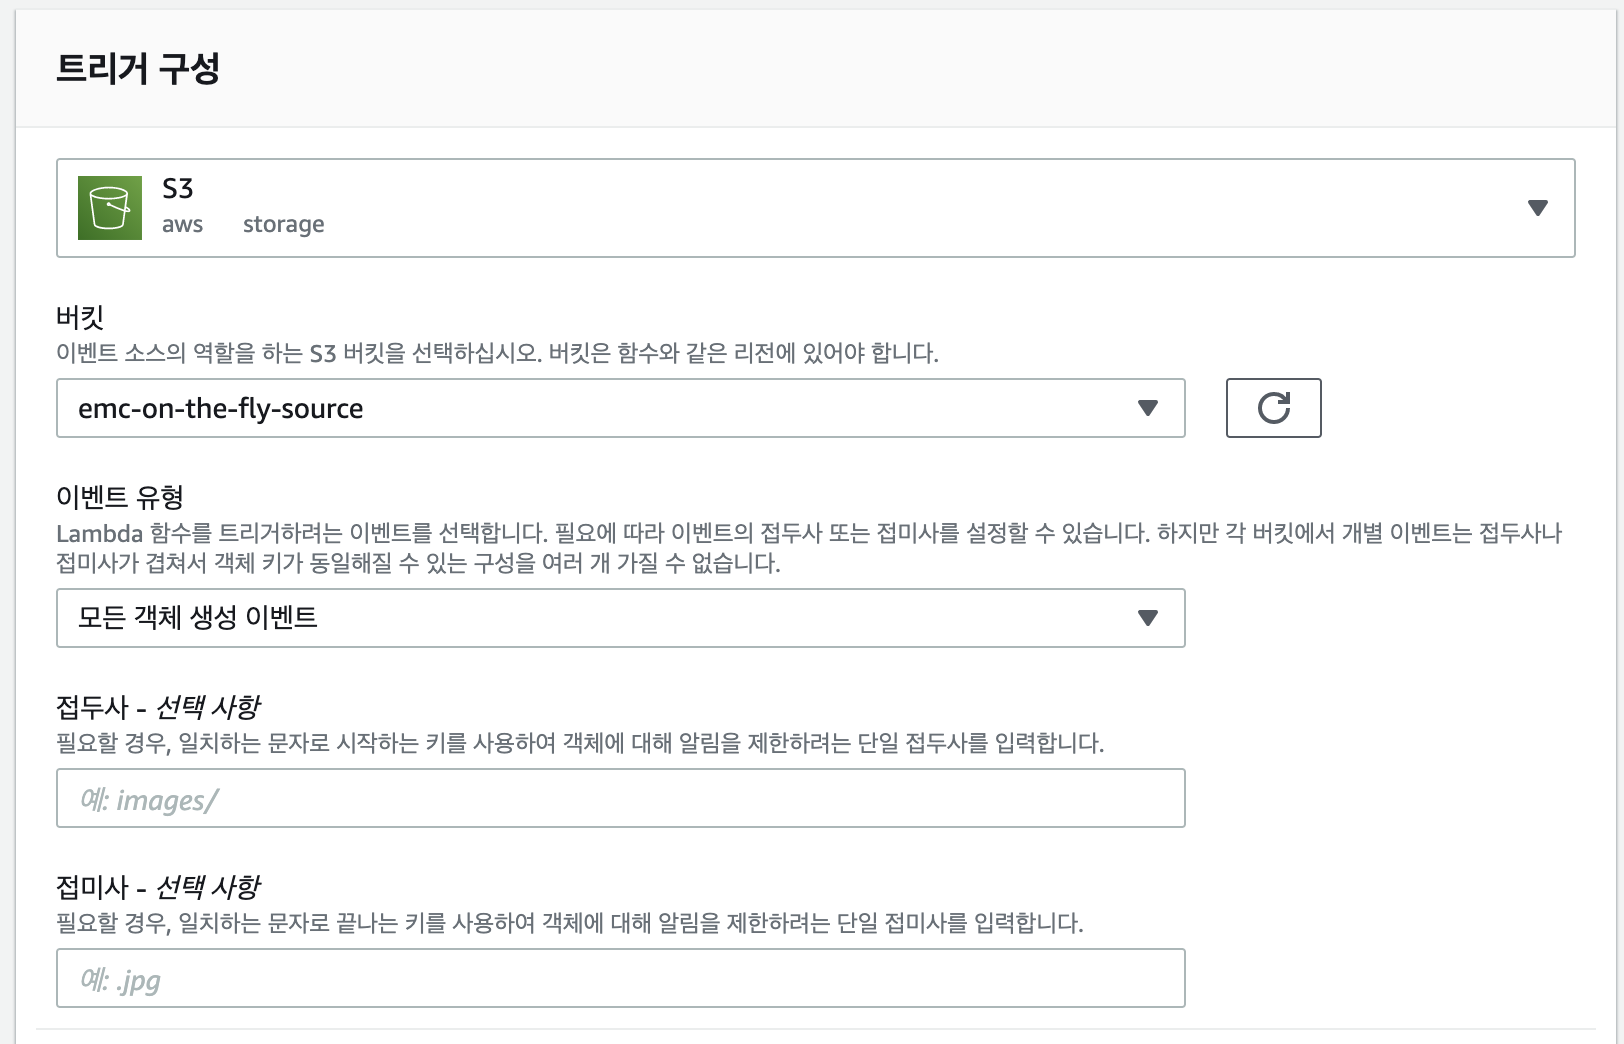 트리거 구성
S3
aws storage
버킷
이벤트 소스의 역할을 하는 S3 버킷을 선택하십시오. 버킷은 함수와 같은 리전에 있어야 합니다.
emc-on-the-fly-source
이벤트 유형
Lambda 함수를 트리거하려는 이벤트를 선택합니다. 필요에 따라 이벤트의 접두사 또는 접미사를 설정할 수 있습니다. 하지만 각 버킷에서 개별 이벤트는 접두사나
접미사가 겹쳐서 객체 키가 동일해질 수 있는 구성을 여러 개 가질 수 없습니다.
모든 객체 생성 이벤트
접두사 - 선택 사항
필요할 경우, 일치하는 문자로 시작하는 키를 사용하여 객체에 대해 알림을 제한하려는 단일 접두사를 입력합니다.
예: images/
접미사 - 선택 사항
필요할 경우, 일치하는 문자로 끝나는 키를 사용하여 객체에 대해 알림을 제한하려는 단일 접미사를 입력합니다.
예: .jpg